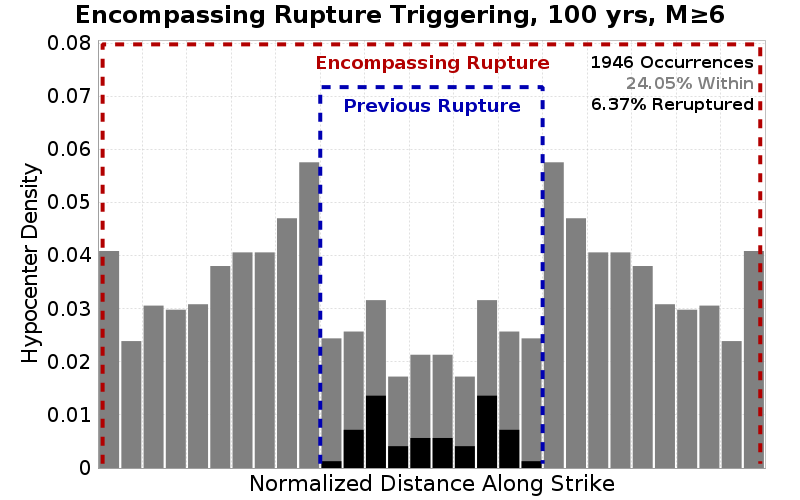 Encompassing Rupture Triggering, 100 yrs, M≥6
0.08
0.07
0.06
0.05
0.04
0.03
0.02
0.01
0
Hypocenter Density
Encompassing Rupture
Previous Rupture
1946 Occurrences
24.05% Within
6.37% Reruptured
Normalized Distance Along Strike